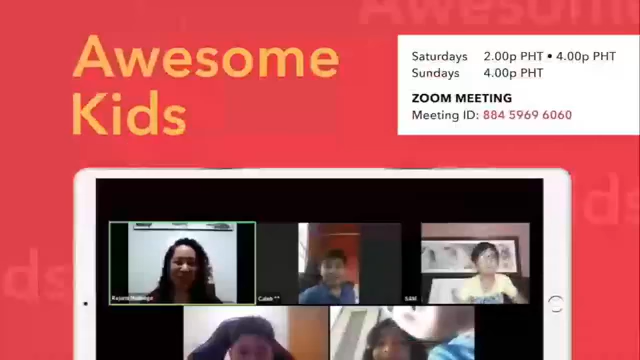 Awesome
Kids
Saturdays 2.00p PHT • 4.00p PHT
Sundays 4.00p PHT
ZOOM MEETING
Meeting ID: 884 5969 6060
Caleb
SAM